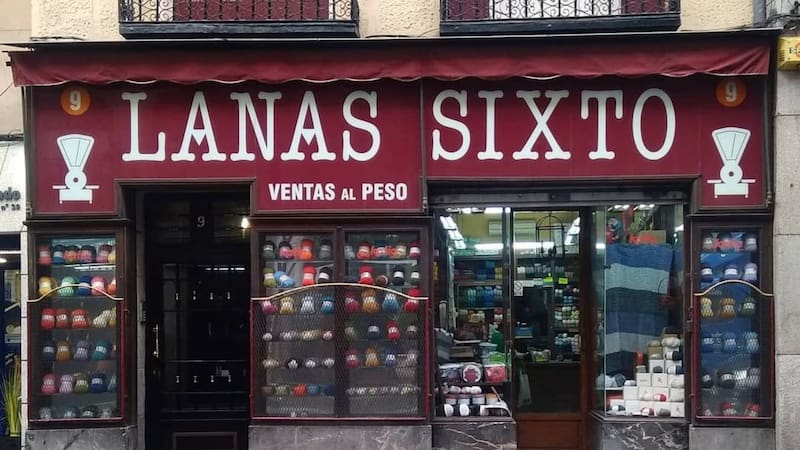 9 LANAS SIXTO 9
VENTAS AL PESO
9